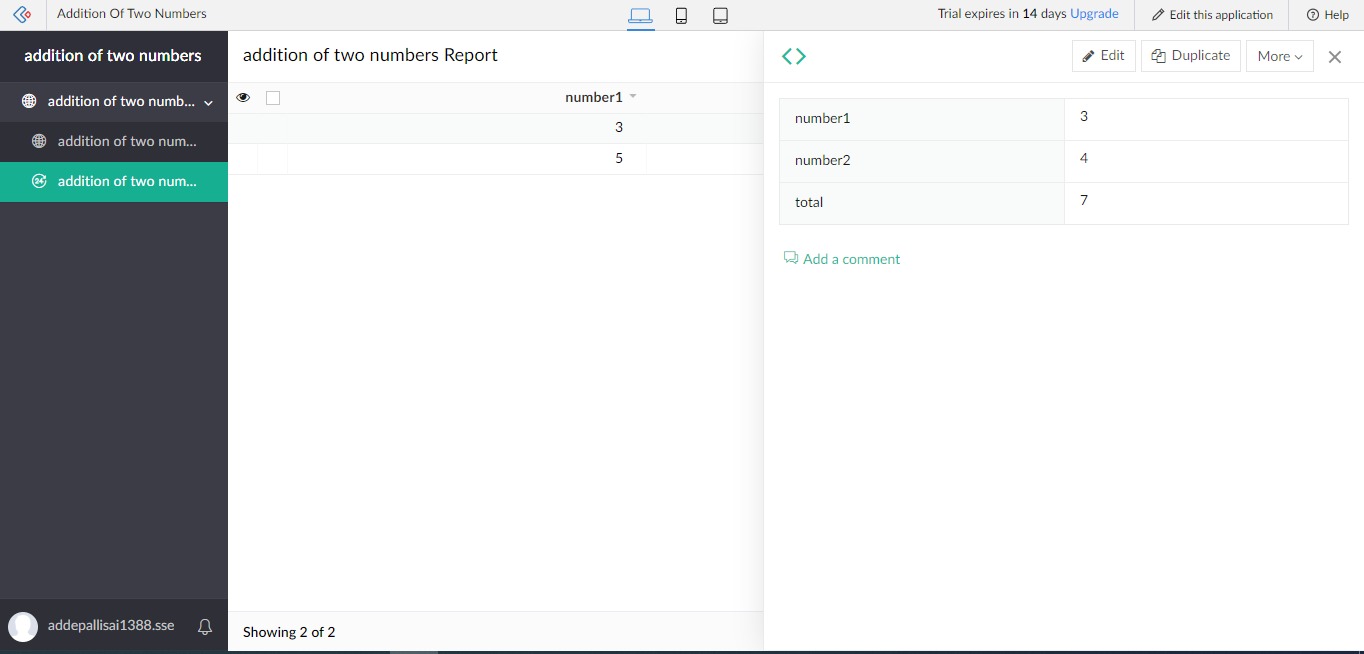 Addition Of Two Numbers
Trial expires in 14 days Upgrade
Edit this application
Help
addition of two numbers
addition of two numb...
addition of two num...
24
addition of two num...
addepallisai1388.sse
addition of two numbers Report
number1
3
5
Showing 2 of 2
Edit
Duplicate
More
number1 3
number2 4
total 7
Add a comment